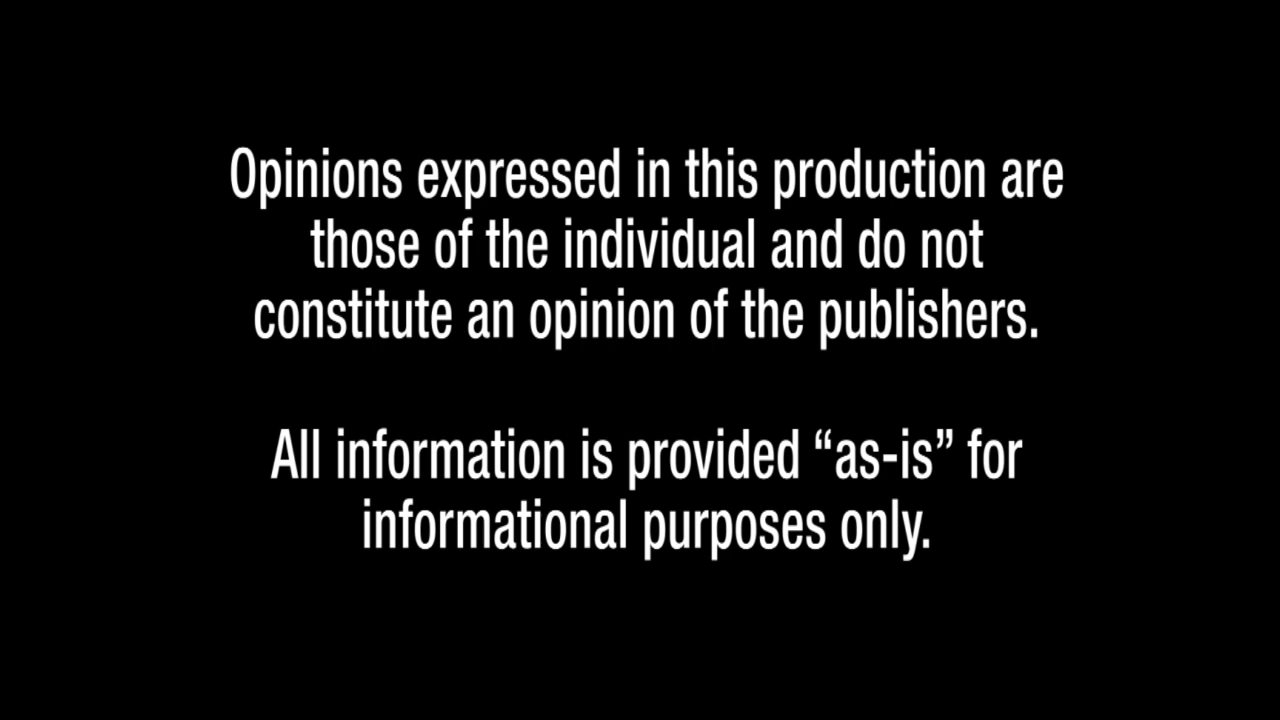 Opinions expressed in this production are
those of the individual and do not
constitute an opinion of the publishers.
All information is provided “as-is” for
informational purposes only.